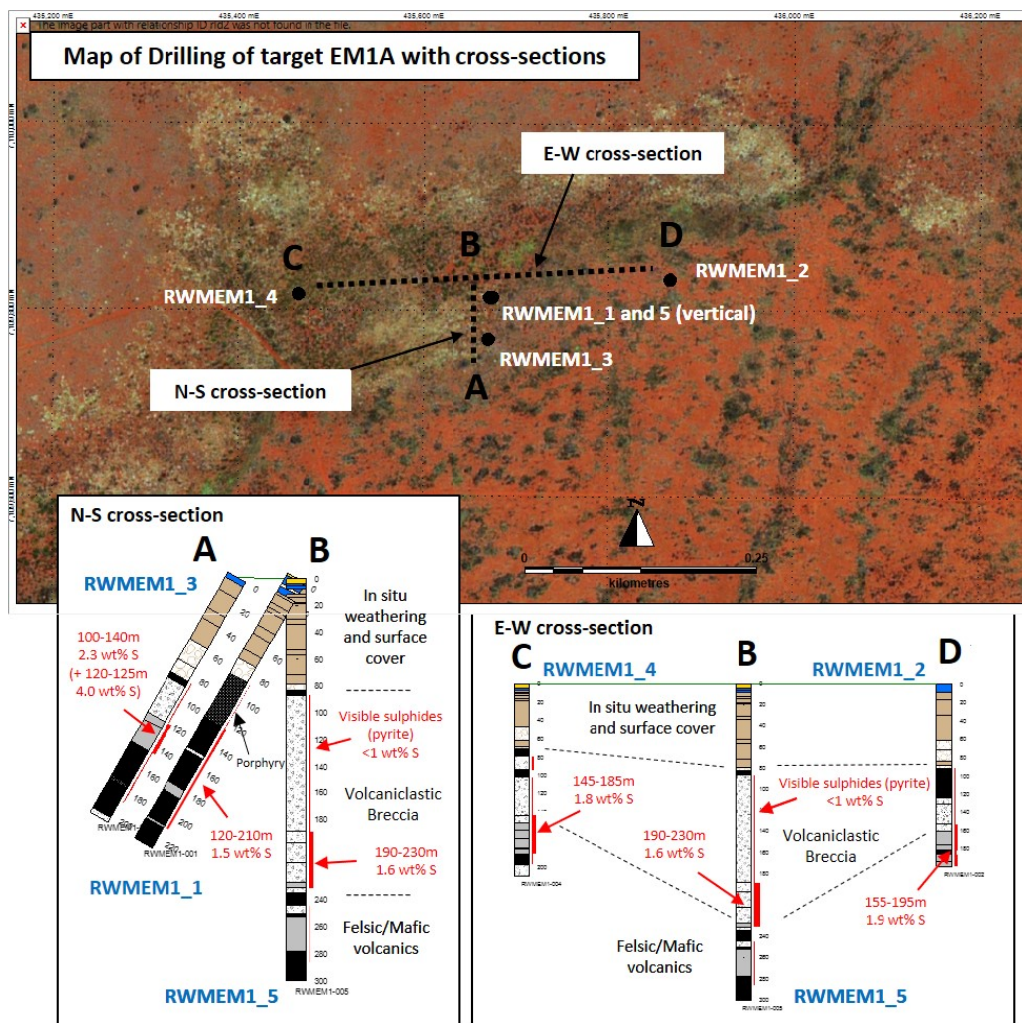 435,200 mE
435,400 mE
435,600 mE
435,800 mE
436,000 mE
436,200 mE
The image part with relationship ID rId2 was not found in the file.
Map of Drilling of target EM1A with cross-sections
E-W cross-section
C
B
D
RWMEM1_4
RWMEM1_2
RWMEM1_1 and 5 (vertical)
RWMEM1_3
N-S cross-section
A
0
0.25
kilometres
N-S cross-section
A
B
RWMEM1_3
In situ
weathering
and surface
cover
100-140m
2.3 wt% S
(+ 120-125m
4.0 wt% S)
Visible sulphides
(pyrite)
<1 wt% S
Porphyry
Volcaniclastic
Breccia
120-210m
1.5 wt% S
190-230m
1.6 wt% S
RWMEM1-001
RWMEM1_1
Felsic/Mafic
volcanics
RWMEM1_5
RWMEM1-005
0
20
40
60
80
100
120
140
160
180
200
220
240
260
280
300
E-W cross-section
C
B
D
RWMEM1_4
RWMEM1_2
In situ weathering
and surface cover
145-185m
1.8 wt% S
Visible sulphides (pyrite)
<1 wt% S
Volcaniclastic
Breccia
190-230m
1.6 wt% S
RWMEM1-004
155-195m
1.9 wt% S
Felsic/Mafic
volcanics
RWMEM1_5